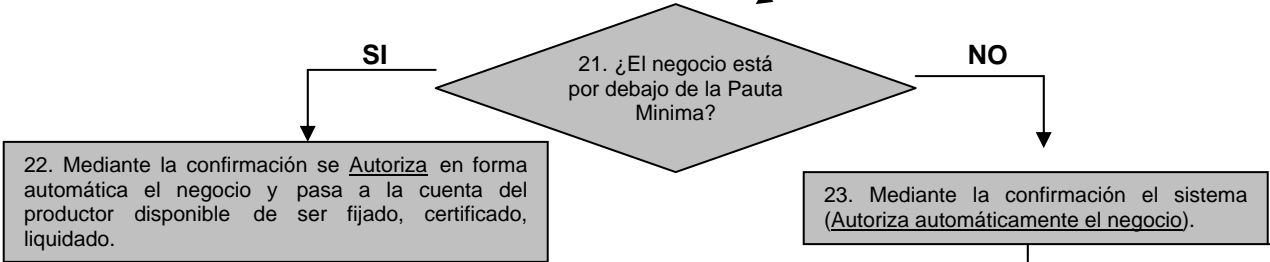 SI
21. ¿El negocio está
por debajo de la Pauta
Minima?
NO
22. Mediante la confirmación se Autoriza en forma
automática el negocio y pasa a la cuenta del
productor disponible de ser fijado, certificado,
liquidado.
23. Mediante la confirmación el sistema
(Autoriza automáticamente el negocio).